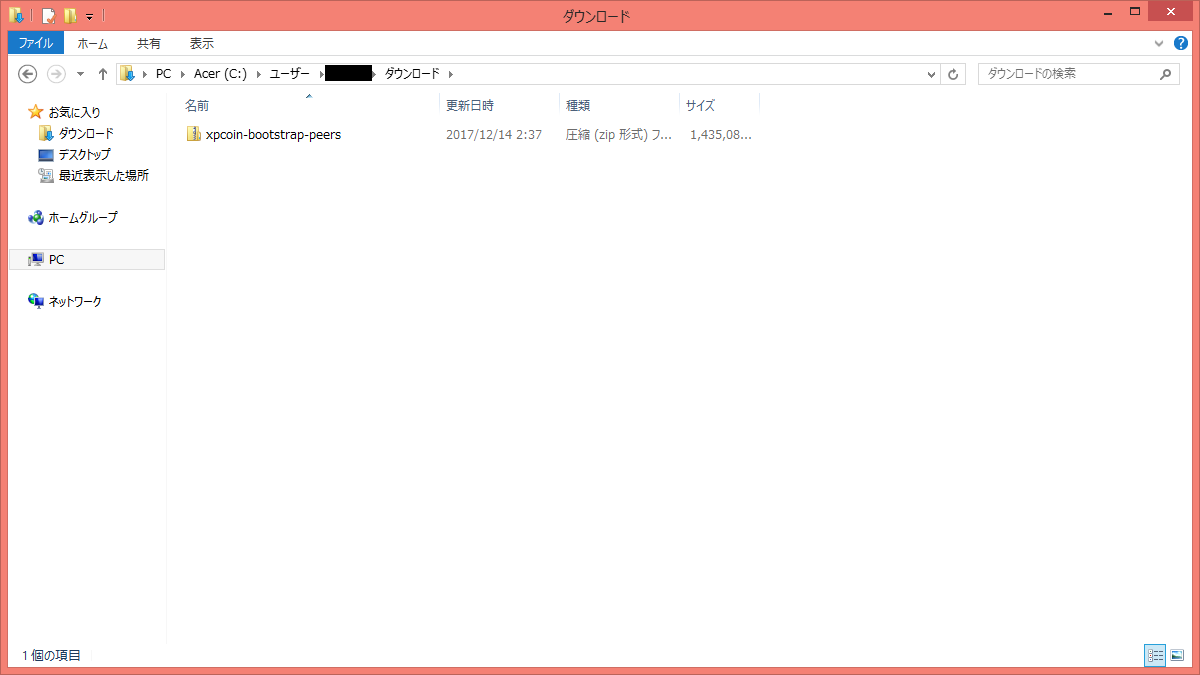 ダウンロード
ファイル ホーム 共有 表示
PC Acer (C:) ユーザー ダウンロード ダウンロードの検索
名前 更新日時 種類 サイズ
xpcoin-bootstrap-peers 2017/12/14 2:37 圧縮 (zip 形式) フ... 1,435,08...
お気に入り
ダウンロード
デスクトップ
最近表示した場所
ホームグループ
PC
ネットワーク
1 個の項目